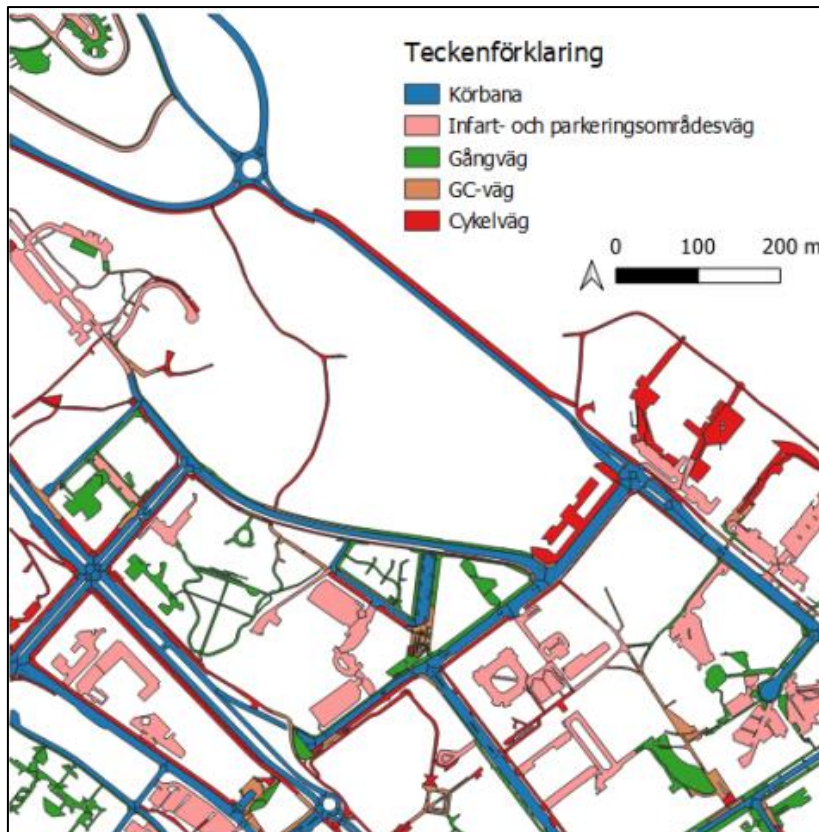 Teckenförklaring
Körbana
Infart- och parkeringsområdesväg
Gångväg
GC-väg
Cykelväg
0 100 200 m